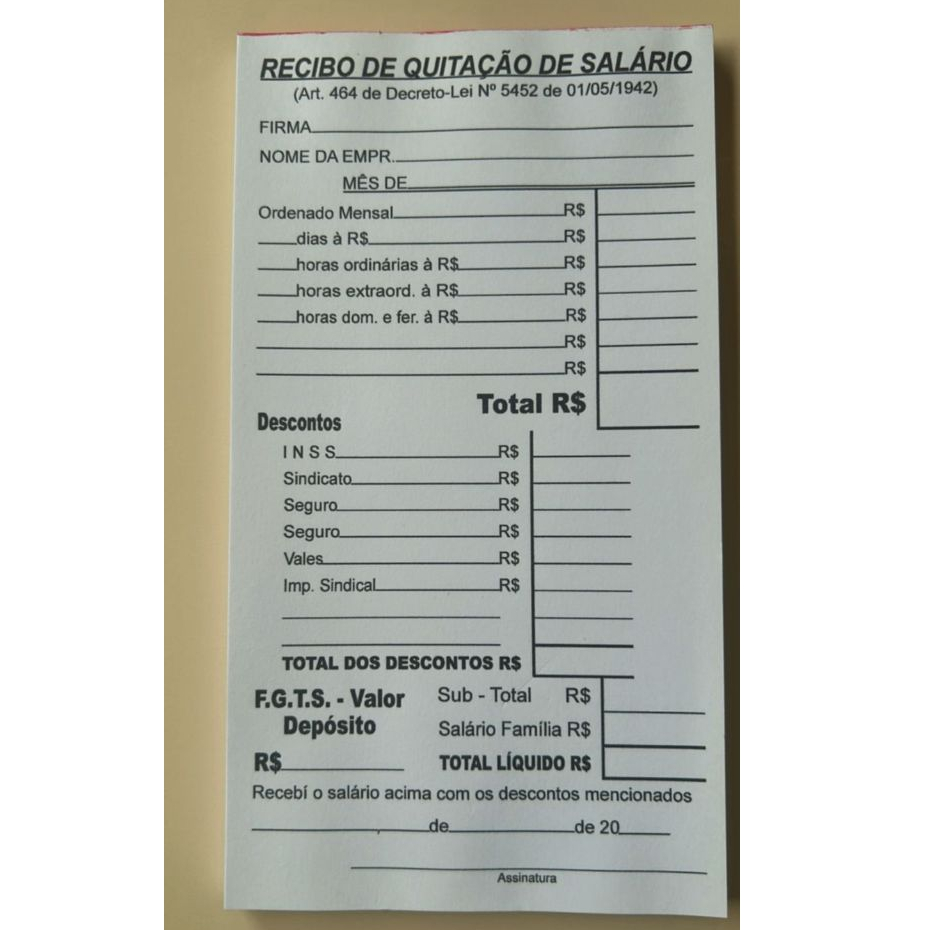 RECIBO DE QUITAÇÃO DE SALÁRIO
(Art. 464 de Decreto-Lei Nº 5452 de 01/05/1942)
FIRMA
NOME DA EMPR.
MÊS DE
Ordenado Mensal R$
dias à R$ R$
horas ordinárias à R$ R$
horas extraord. à R$ R$
horas dom. e fer. à R$ R$
R$
R$
Total R$
Descontos
I N S S R$
Sindicato R$
Seguro R$
Seguro R$
Vales R$
Imp. Sindical R$
TOTAL DOS DESCONTOS R$
F.G.T.S. - Valor Sub - Total R$
Depósito Salário Família R$
R$ TOTAL LÍQUIDO R$
Recebí o salário acima com os descontos mencionados
de de 20
Assinatura